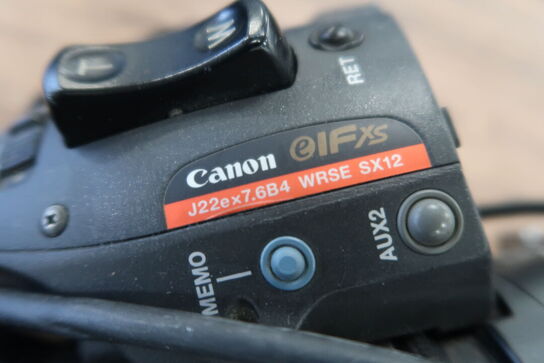 T W
RET
Canon eIFxs
J22ex7.6B4 WRSE SX12
AUX2
MEMO